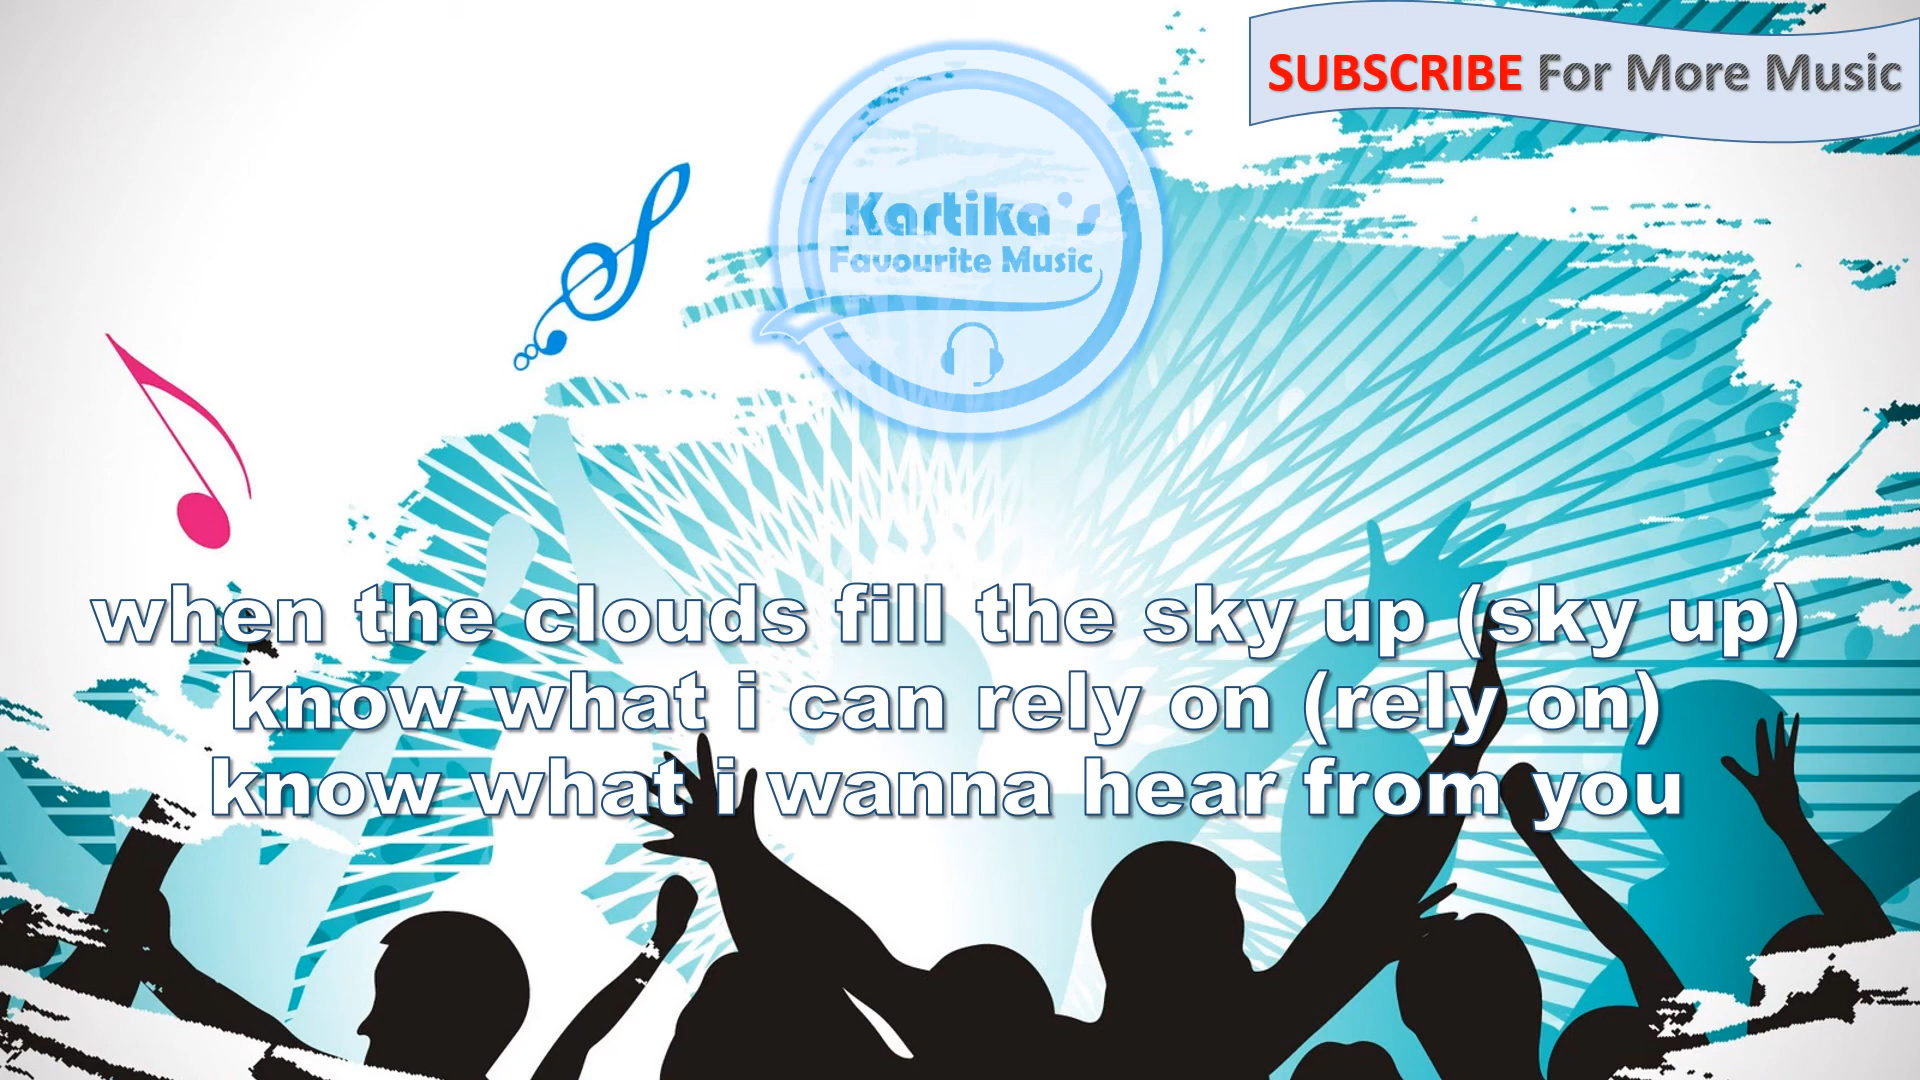 SUBSCRIBE For More Music
Kartika's
Favourite Music
when the clouds fill the sky up (sky up)
know what i can rely on (rely on)
know what i wanna hear from you